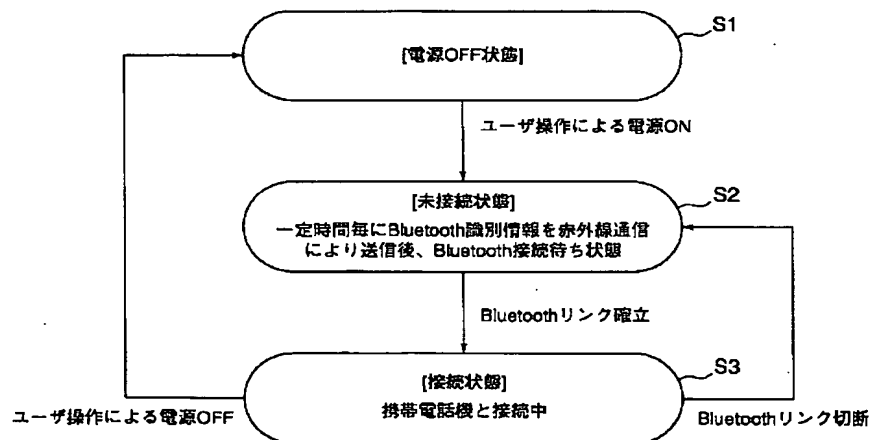 S1
[電源OFF状態]
ユーザ操作による電源ON
S2
[未接続状態]
一定時間毎にBluetooth識別情報を赤外線通信
により送信後、Bluetooth接続待ち状態
Bluetoothリンク確立
S3
[接続状態]
携帯電話機と接続中
ユーザ操作による電源OFF
Bluetoothリンク切断